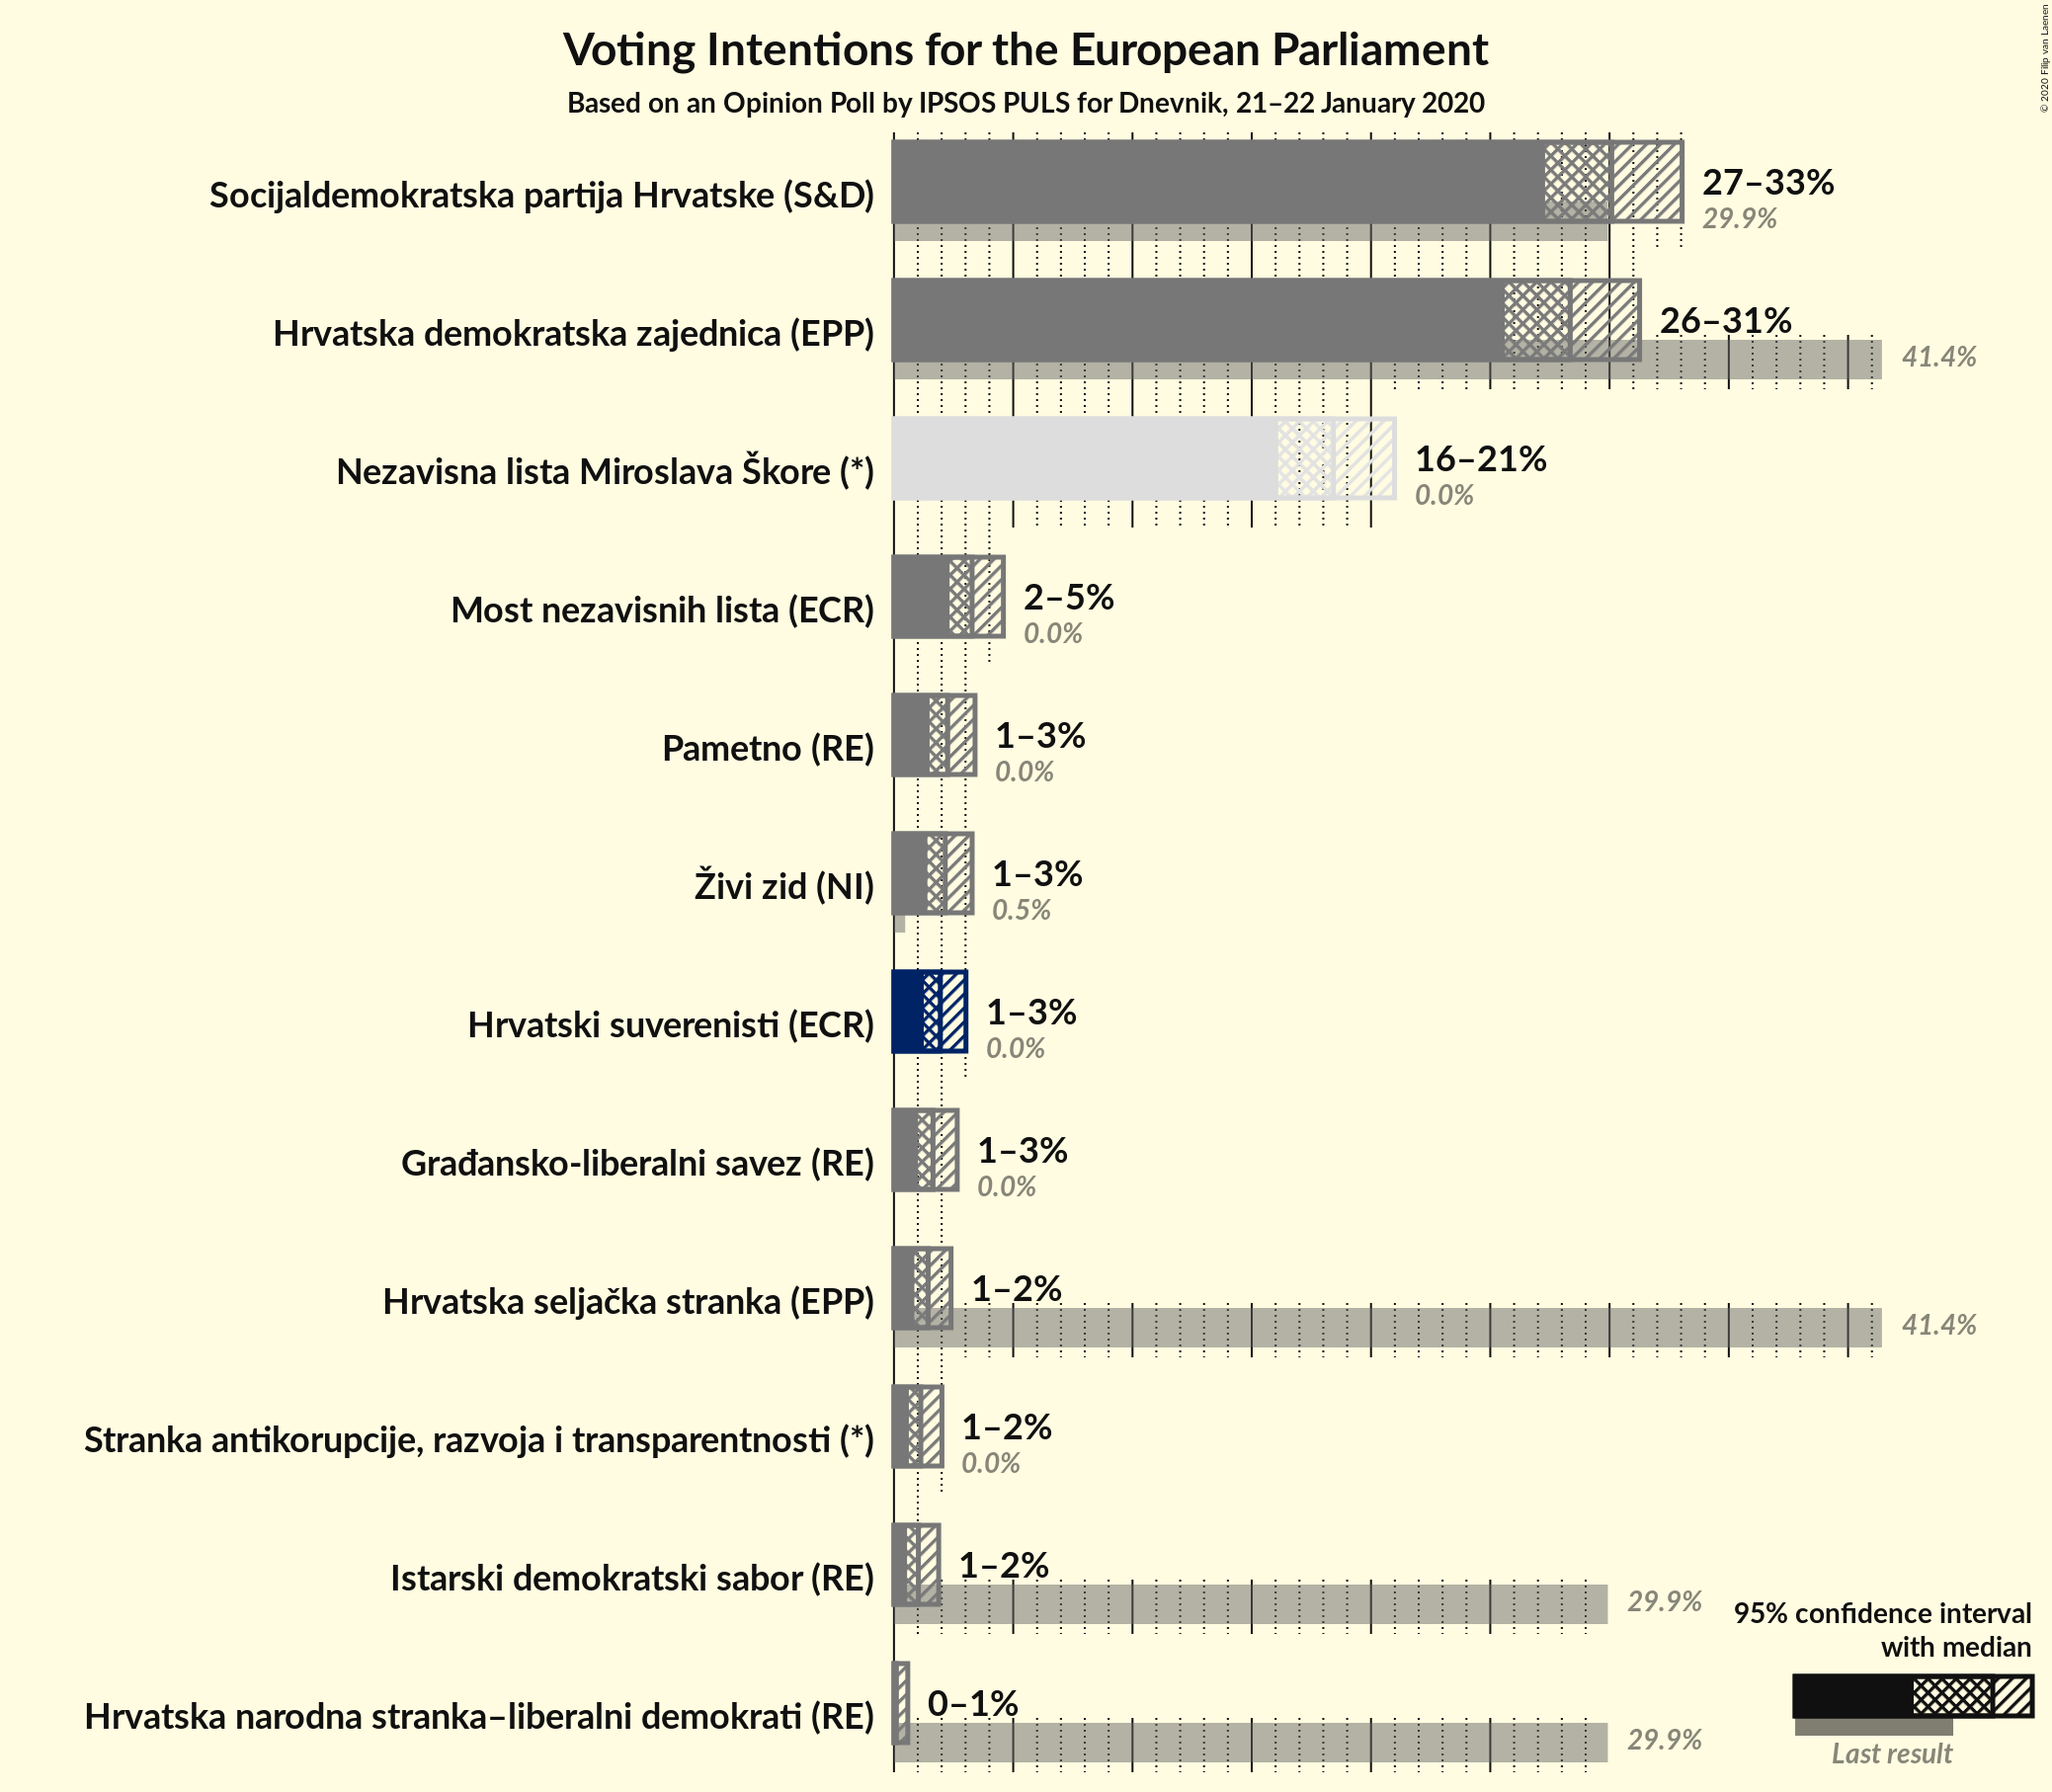 Voting Intentions for the European Parliament
Based on an Opinion Poll by IPSOS PULS for Dnevnik, 21–22 January 2020
© 2020 Filip van Laenen
Socijaldemokratska partija Hrvatske (S&D)
27–33%
29.9%
Hrvatska demokratska zajednica (EPP)
26–31%
41.4%
Nezavisna lista Miroslava Škore (*)
16–21%
0.0%
Most nezavisnih lista (ECR)
2–5%
0.0%
Pametno (RE)
1–3%
0.0%
Živi zid (NI)
1–3%
0.5%
Hrvatski suverenisti (ECR)
1–3%
0.0%
Građansko-liberalni savez (RE)
1–3%
0.0%
Hrvatska seljačka stranka (EPP)
1–2%
41.4%
Stranka antikorupcije, razvoja i transparentnosti (*)
1–2%
0.0%
Istarski demokratski sabor (RE)
1–2%
29.9%
Hrvatska narodna stranka–liberalni demokrati (RE)
0–1%
29.9%
95% confidence interval
with median
Last result